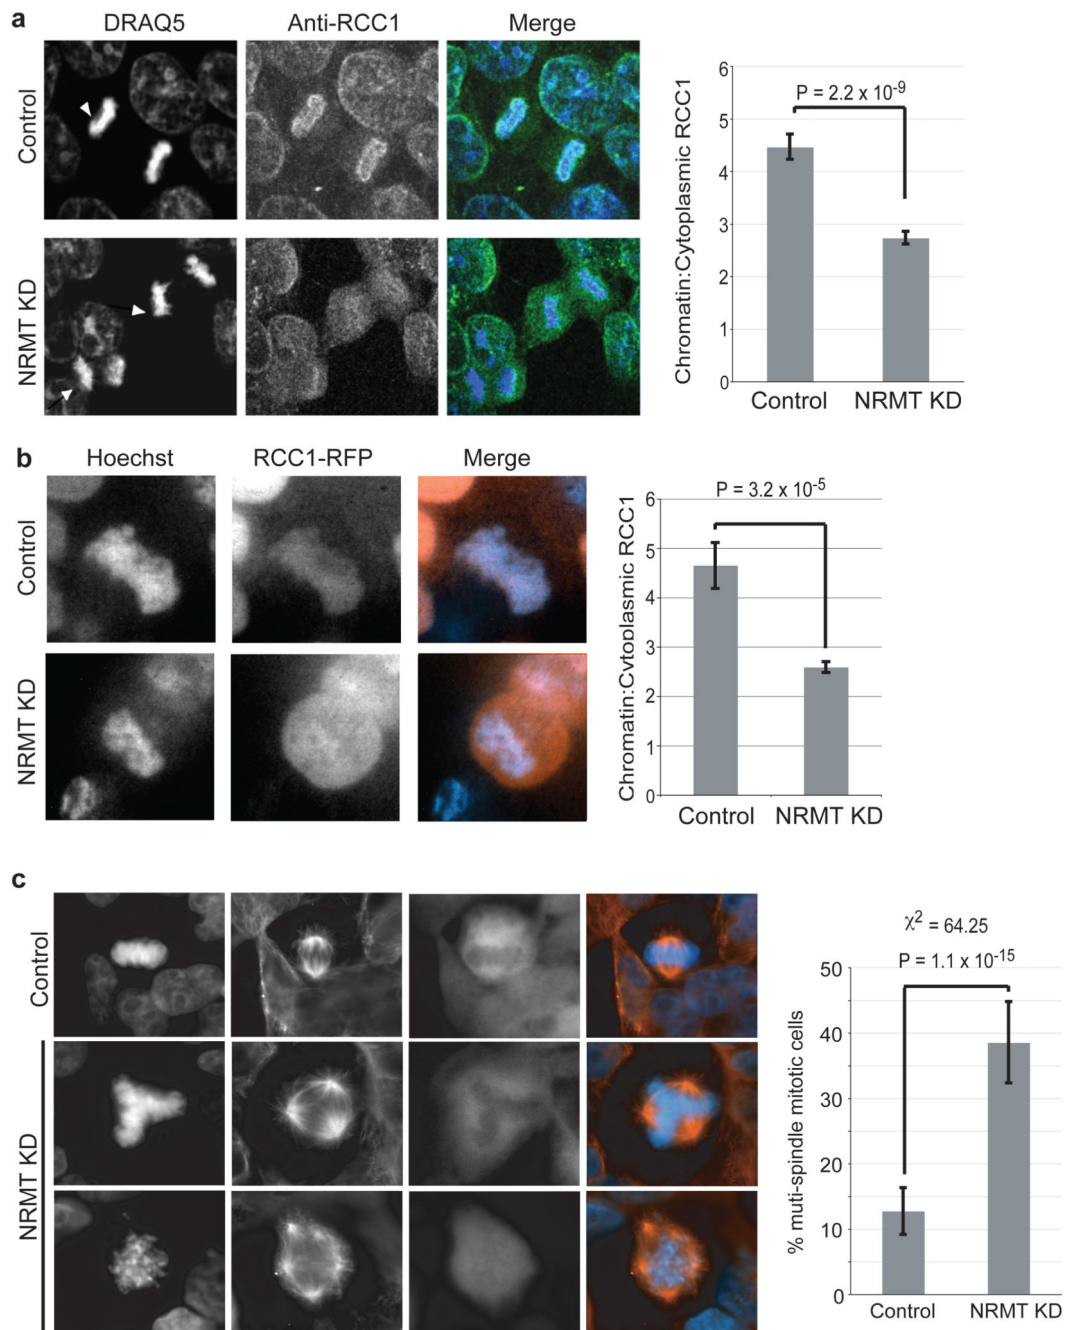 a
DRAQ5 Anti-RCC1 Merge
Control
NRMT KD
Chromatin:Cytoplasmic RCC1
P = 2.2 x 10-9
6
5
4
3
2
1
0
Control NRMT KD
b
Hoechst RCC1-RFP Merge
Control
NRMT KD
Chromatin:Cytoplasmic RCC1
P = 3.2 x 10-5
6
5
4
3
2
1
0
Control NRMT KD
c
Control
NRMT KD
% muti-spindle mitotic cells
χ2 = 64.25
P = 1.1 x 10-15
50
40
30
20
10
0
Control NRMT KD